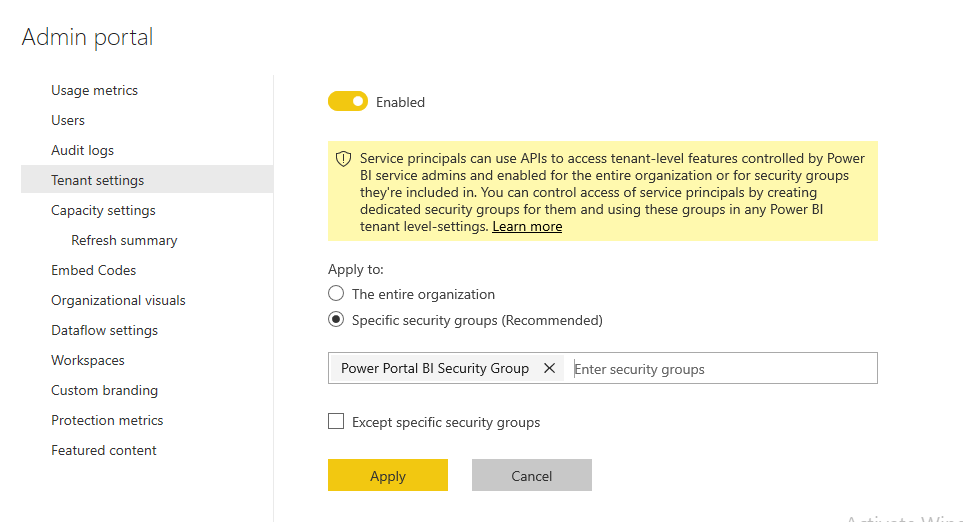 Admin portal
Usage metrics
Users
Audit logs
Tenant settings
Capacity settings
Refresh summary
Embed Codes
Organizational visuals
Dataflow settings
Workspaces
Custom branding
Protection metrics
Featured content
Enabled
Service principals can use APIs to access tenant-level features controlled by Power
BI service admins and enabled for the entire organization or for security groups
they're included in. You can control access of service principals by creating
dedicated security groups for them and using these groups in any Power BI
tenant level-settings. Learn more
Apply to:
The entire organization
Specific security groups (Recommended)
Power Portal BI Security Group
Enter security groups
Except specific security groups
Apply
Cancel